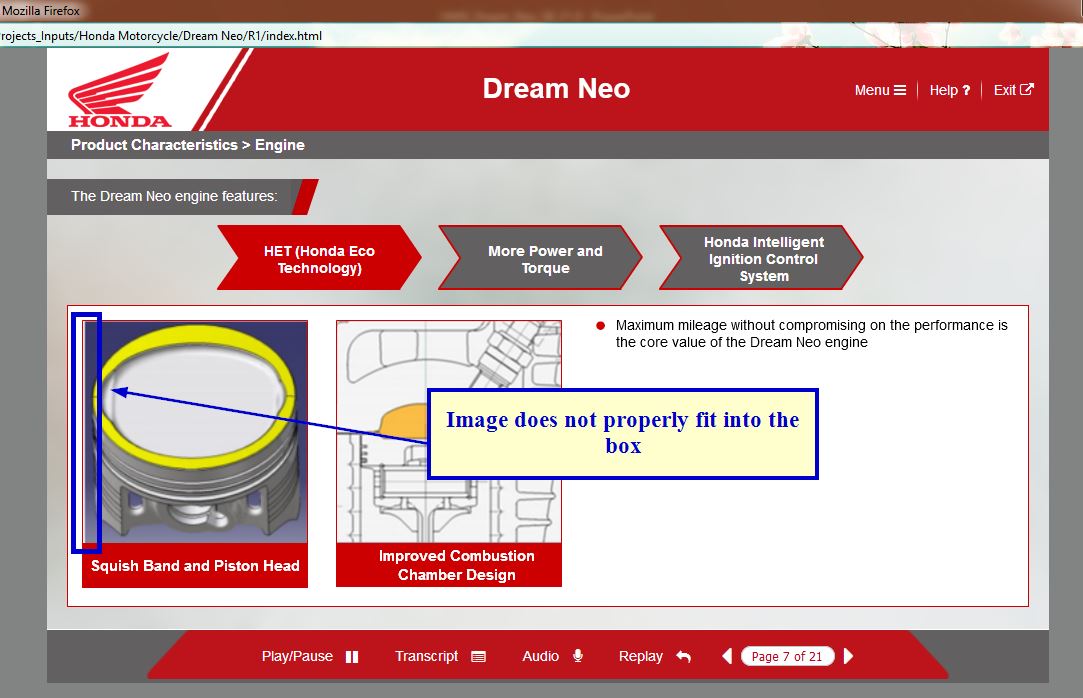 Mozilla Firefox
rojects_Inputs/Honda Motorcycle/Dream Neo/R1/index.html
HONDA
Dream Neo
Menu
Help ?
Exit
Product Characteristics > Engine
The Dream Neo engine features:
HET (Honda Eco
Technology)
More Power and
Torque
Honda Intelligent
Ignition Control
System
Maximum mileage without compromising on the performance is
the core value of the Dream Neo engine
Image does not properly fit into the
box
Squish Band and Piston Head
Improved Combustion
Chamber Design
Play/Pause
Transcript
Audio
Replay
Page 7 of 21